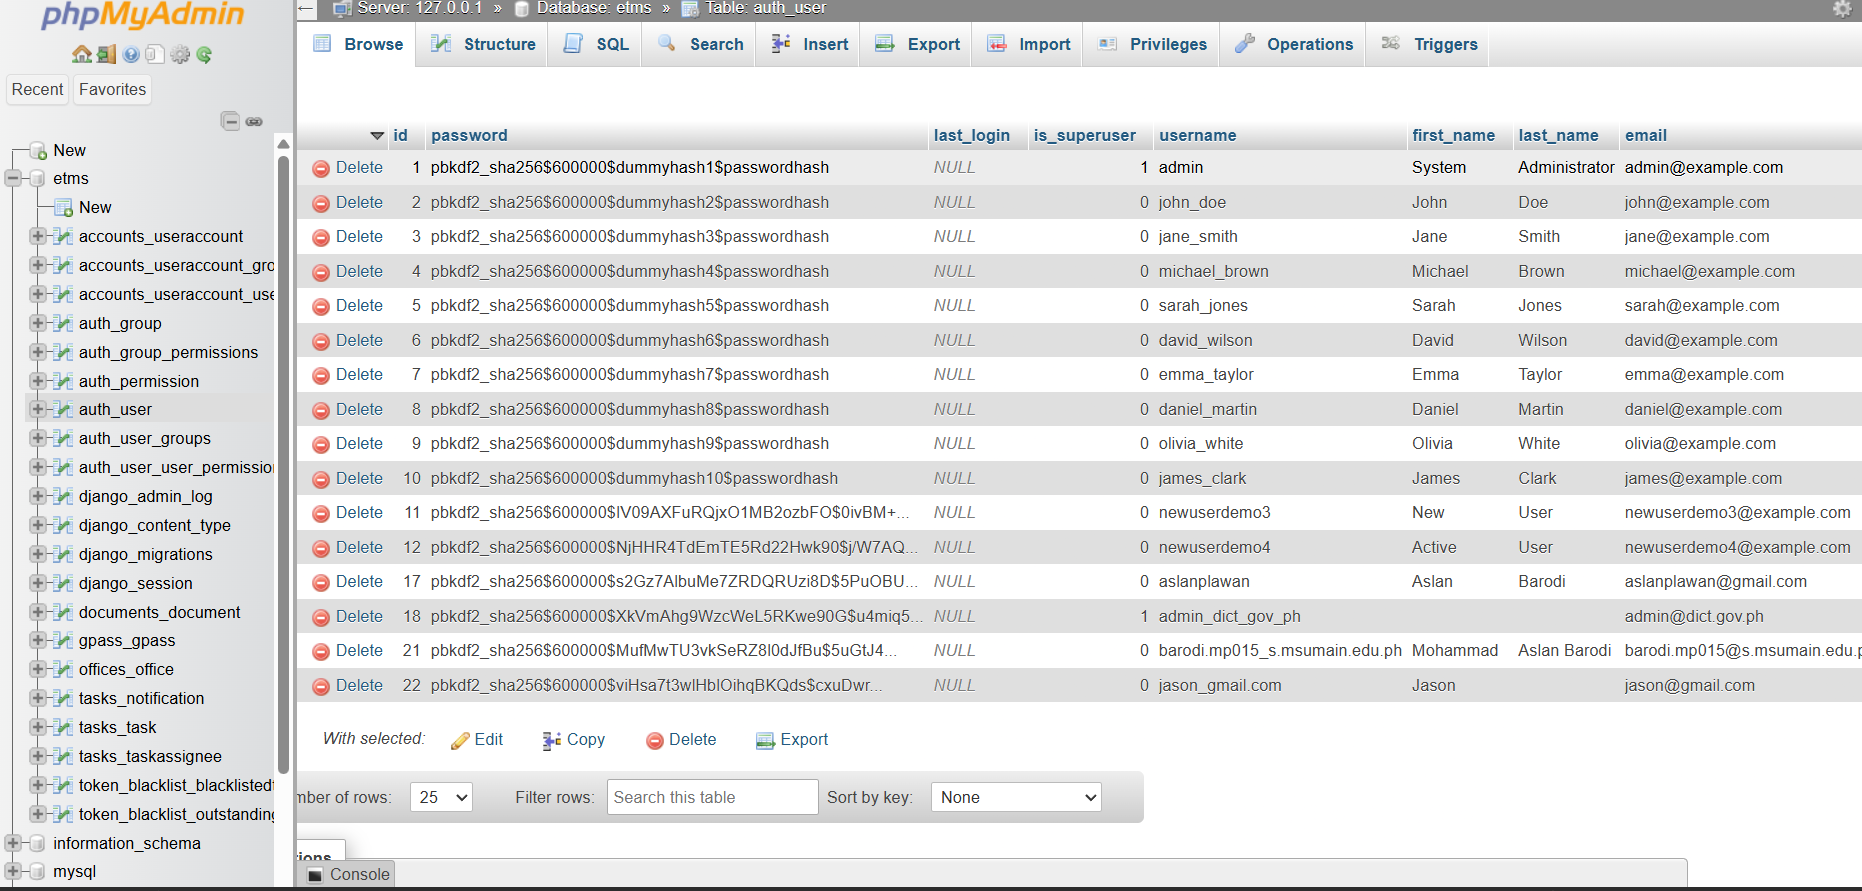 phpMyAdmin
Recent Favorites
New
etms
New
accounts_useraccount
accounts_useraccount_gro
accounts_useraccount_use
auth_group
auth_group_permissions
auth_permission
auth_user
auth_user_groups
auth_user_user_permission
django_admin_log
django_content_type
django_migrations
django_session
documents_document
gpass_gpass
offices_office
tasks_notification
tasks_task
tasks_taskassignee
token_blacklist_blacklistedt
token_blacklist_outstanding
information_schema
mysql
Server: 127.0.0.1 » Database: etms » Table: auth_user
Browse Structure SQL Search Insert Export Import Privileges Operations Triggers
id password last_login is_superuser username first_name last_name email
Delete 1 pbkdf2_sha256$600000$dummyhash1$passwordhash NULL 1 admin System Administrator admin@example.com
Delete 2 pbkdf2_sha256$600000$dummyhash2$passwordhash NULL 0 john_doe John Doe john@example.com
Delete 3 pbkdf2_sha256$600000$dummyhash3$passwordhash NULL 0 jane_smith Jane Smith jane@example.com
Delete 4 pbkdf2_sha256$600000$dummyhash4$passwordhash NULL 0 michael_brown Michael Brown michael@example.com
Delete 5 pbkdf2_sha256$600000$dummyhash5$passwordhash NULL 0 sarah_jones Sarah Jones sarah@example.com
Delete 6 pbkdf2_sha256$600000$dummyhash6$passwordhash NULL 0 david_wilson David Wilson david@example.com
Delete 7 pbkdf2_sha256$600000$dummyhash7$passwordhash NULL 0 emma_taylor Emma Taylor emma@example.com
Delete 8 pbkdf2_sha256$600000$dummyhash8$passwordhash NULL 0 daniel_martin Daniel Martin daniel@example.com
Delete 9 pbkdf2_sha256$600000$dummyhash9$passwordhash NULL 0 olivia_white Olivia White olivia@example.com
Delete 10 pbkdf2_sha256$600000$dummyhash10$passwordhash NULL 0 james_clark James Clark james@example.com
Delete 11 pbkdf2_sha256$600000$IV09AXFuRQjxO1MB2ozbFO$0ivBM+... NULL 0 newuserdemo3 New User newuserdemo3@example.com
Delete 12 pbkdf2_sha256$600000$NjHHR4TdEmTE5Rd22Hwk90$j/W7AQ... NULL 0 newuserdemo4 Active User newuserdemo4@example.com
Delete 17 pbkdf2_sha256$600000$s2Gz7AlbuMe7ZRDQRUzi8D$5PuOBU... NULL 0 aslanplawan Aslan Barodi aslanplawan@gmail.com
Delete 18 pbkdf2_sha256$600000$XkVmAhg9WzcWeL5RKwe90G$u4miq5... NULL 1 admin_dict_gov_ph admin@dict.gov.ph
Delete 21 pbkdf2_sha256$600000$MufMwTU3vkSeRZ8l0dJfBu$5uGtJ4... NULL 0 barodi.mp015_s.msumain.edu.ph Mohammad Aslan Barodi barodi.mp015@s.msumain.edu.p
Delete 22 pbkdf2_sha256$600000$viHsa7t3wlHblOihqBKQds$cxuDwr... NULL 0 jason_gmail.com Jason jason@gmail.com
With selected: Edit Copy Delete Export
mber of rows: 25 Filter rows: Search this table Sort by key: None
ions
Console